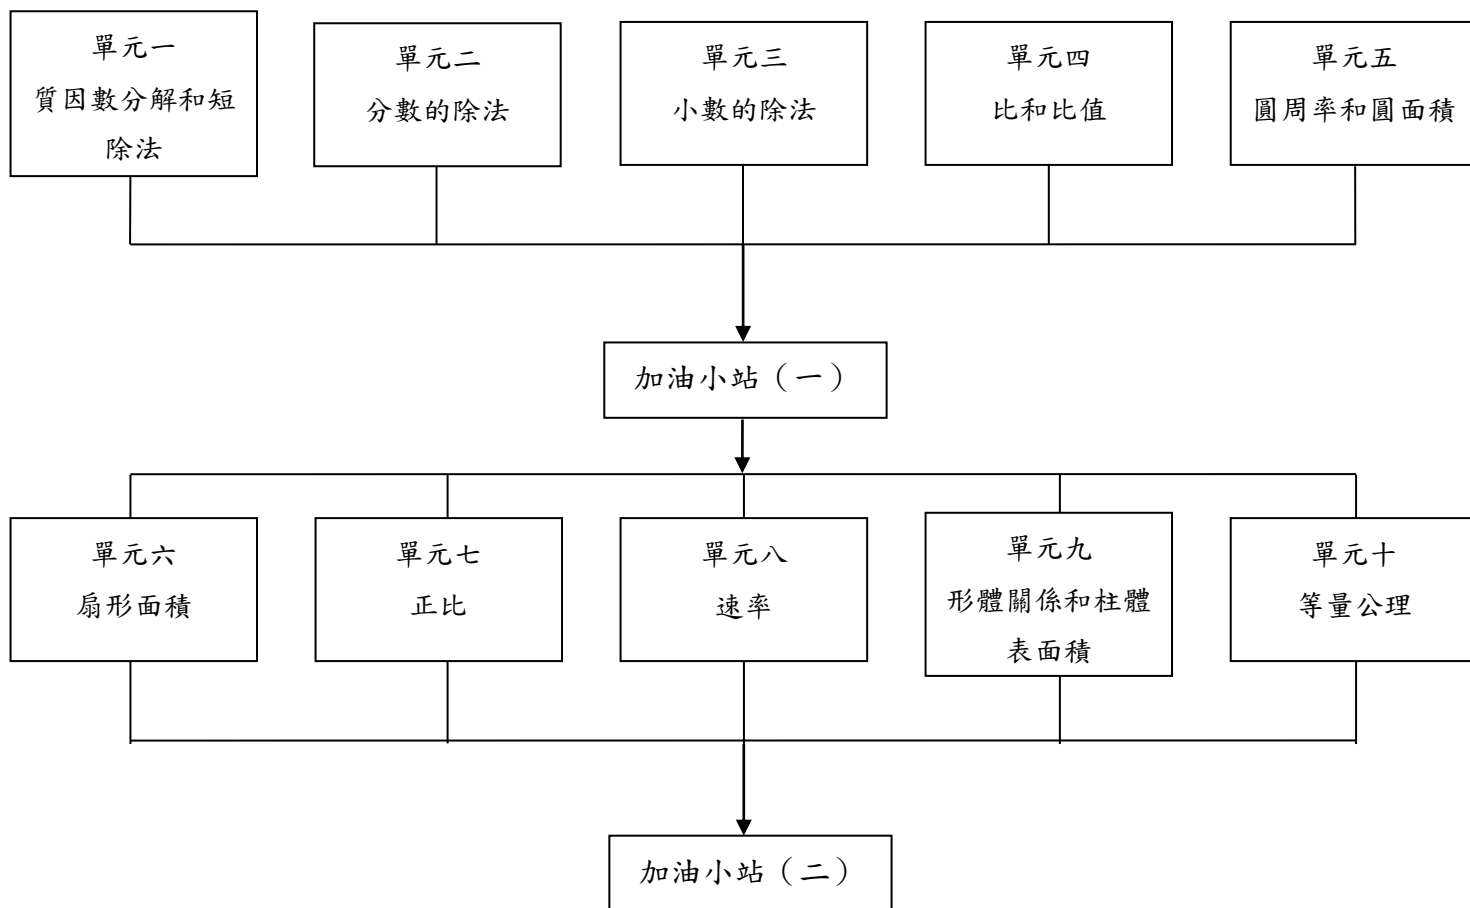 單元一
質因數分解和短
除法
單元二
分數的除法
單元三
小數的除法
單元四
比和比值
單元五
圓周率和圓面積
加油小站（一）
單元六
扇形面積
單元七
正比
單元八
速率
單元九
形體關係和柱體
表面積
單元十
等量公理
加油小站（二）